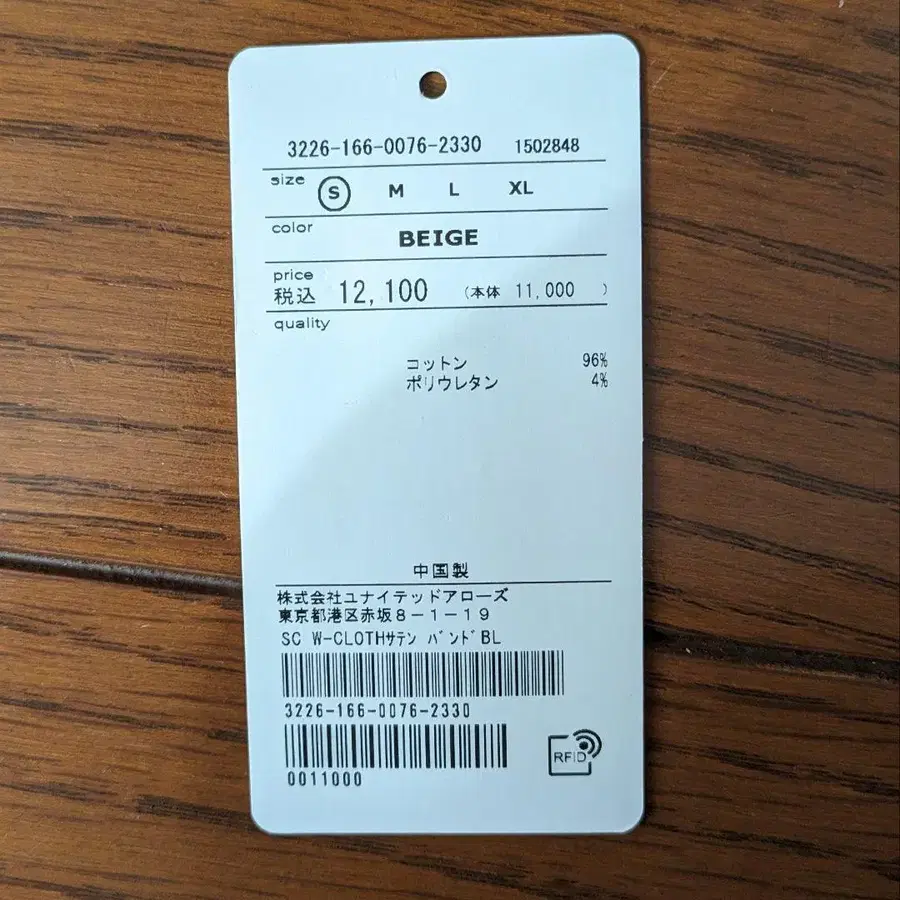 3226-166-0076-2330 1502848
size S M L XL
color BEIGE
price
税込 12,100 (本体 11,000 )
quality
コットン 96%
ポリウレタン 4%
中国製
株式会社ユナイテッドアローズ
東京都港区赤坂8-1-19
SC W-CLOTHサテン バンドBL
3226-166-0076-2330
0011000
RFID